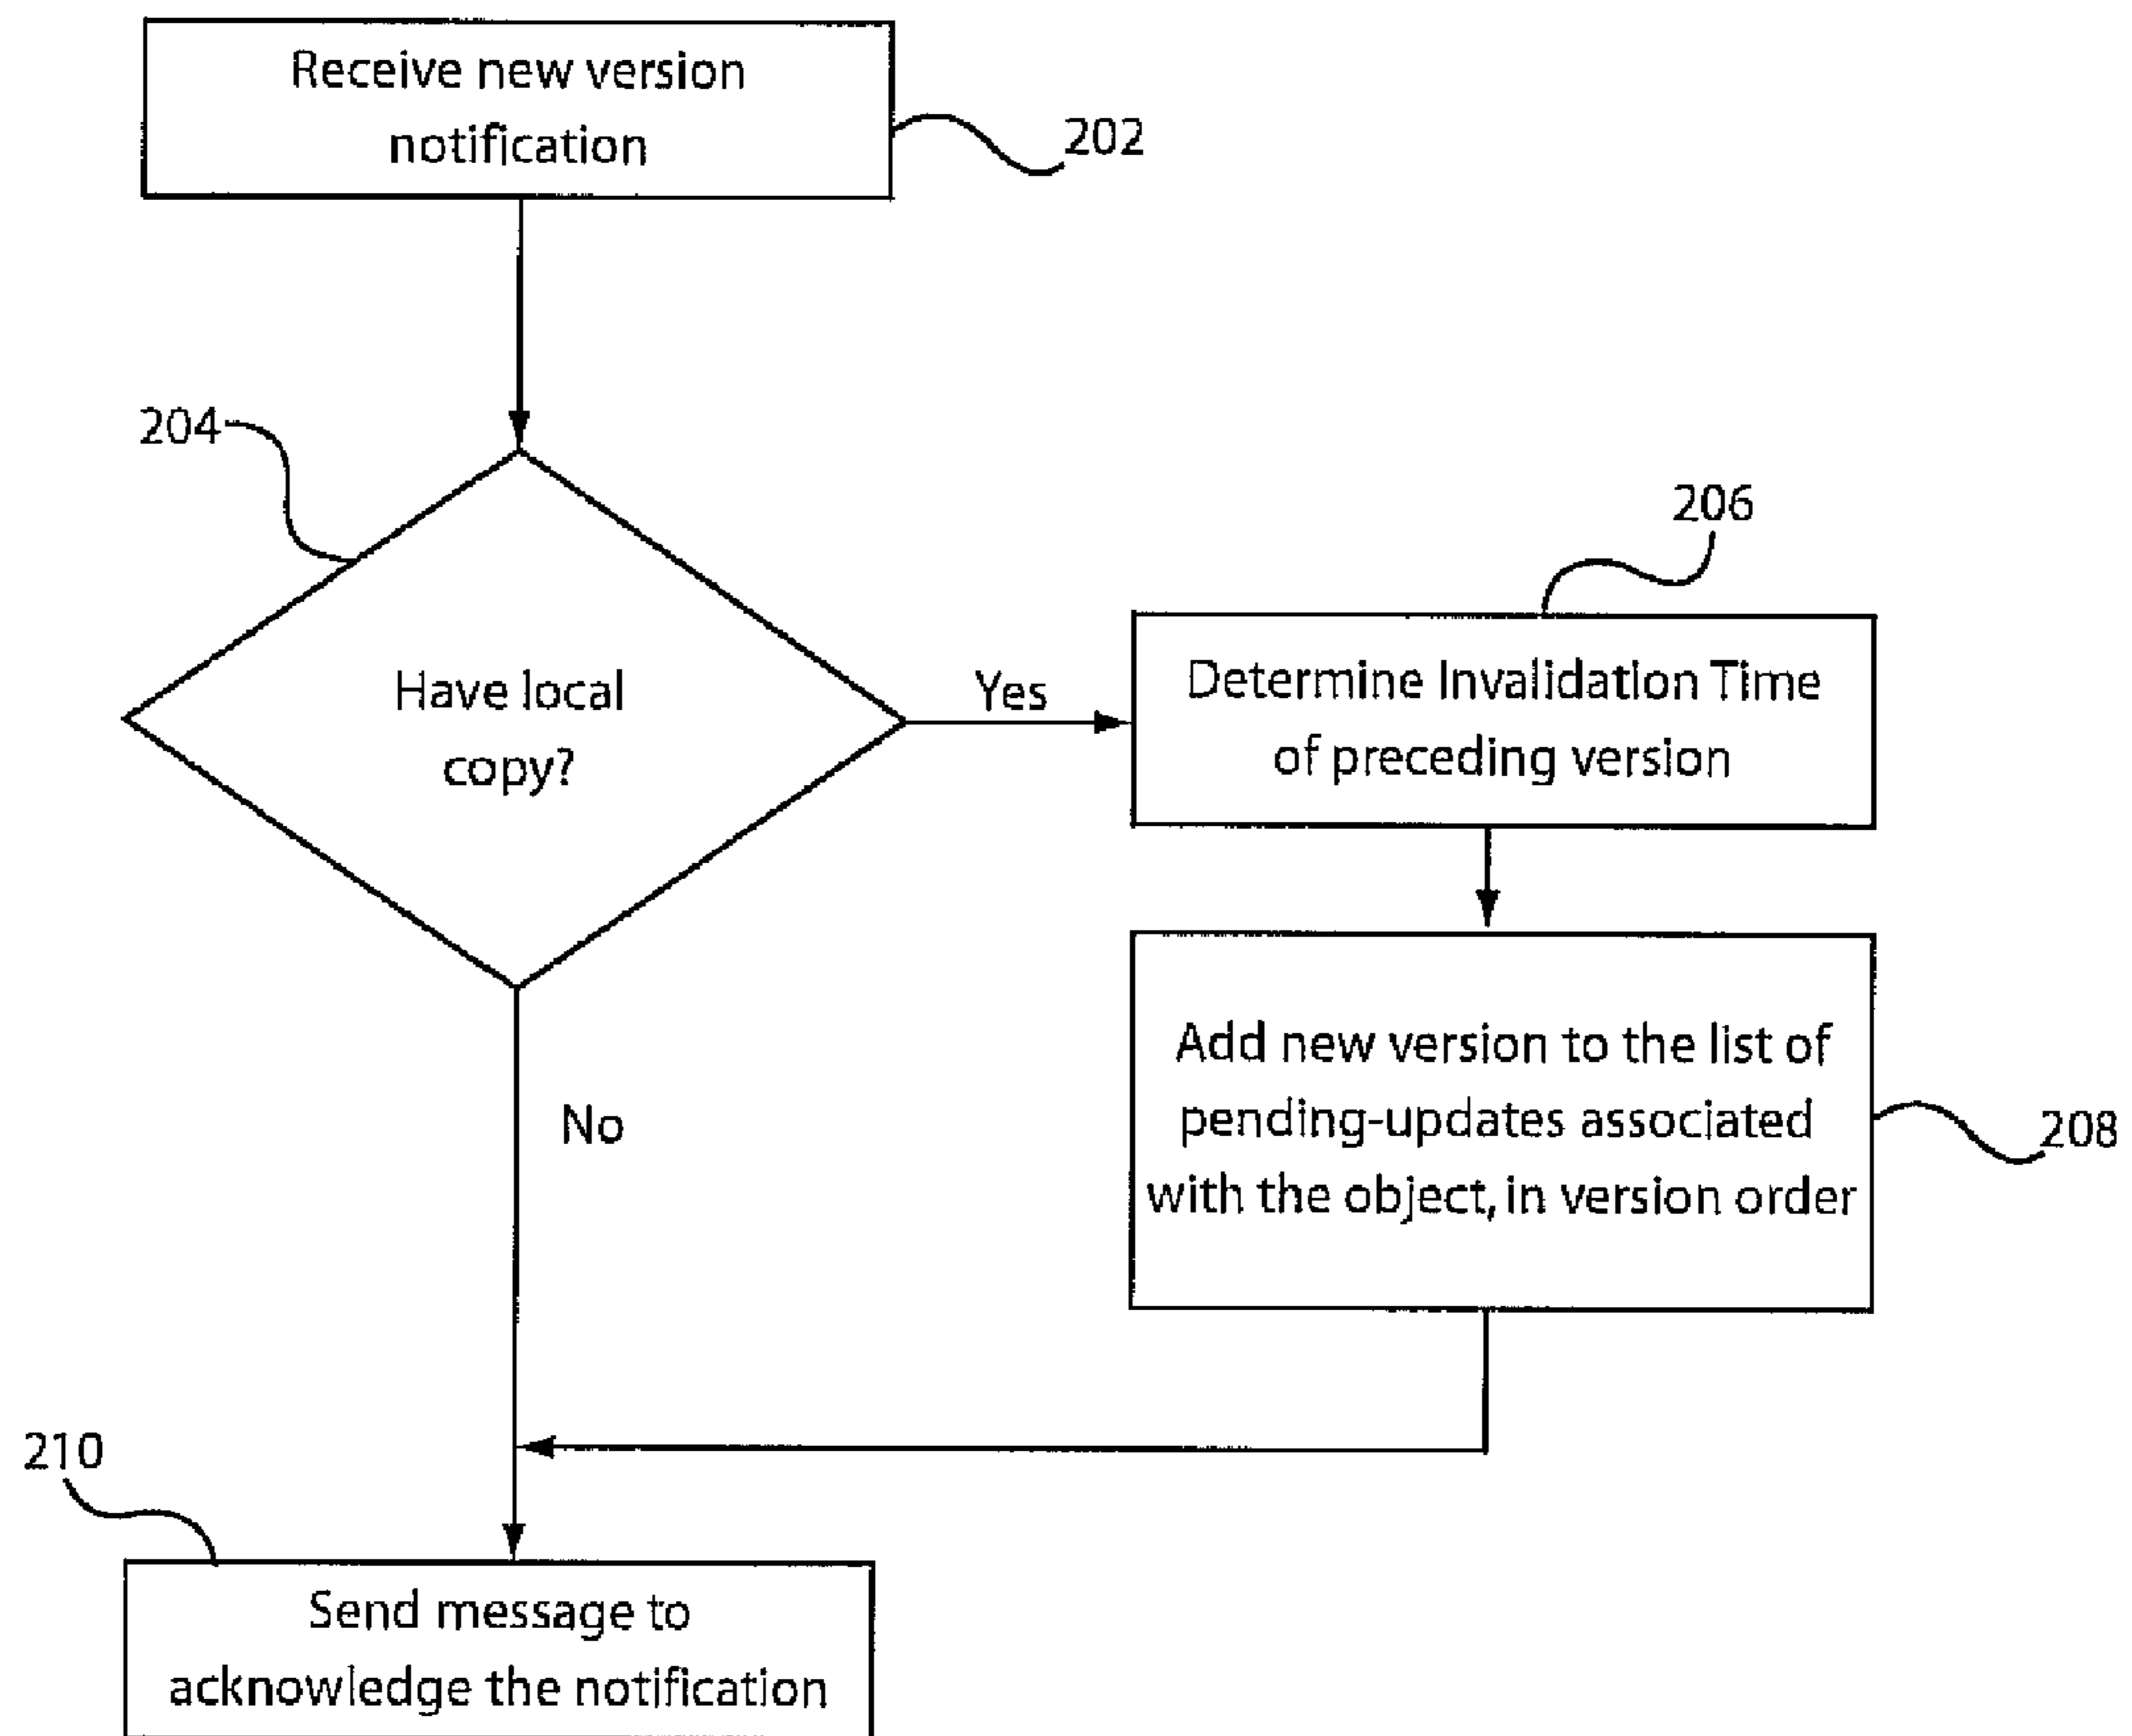 Receive new version
notification
202
204
Have local
copy?
Yes
206
Determine Invalidation Time
of preceding version
No
Add new version to the list of
pending-updates associated
with the object, in version order
208
210
Send message to
acknowledge the notification